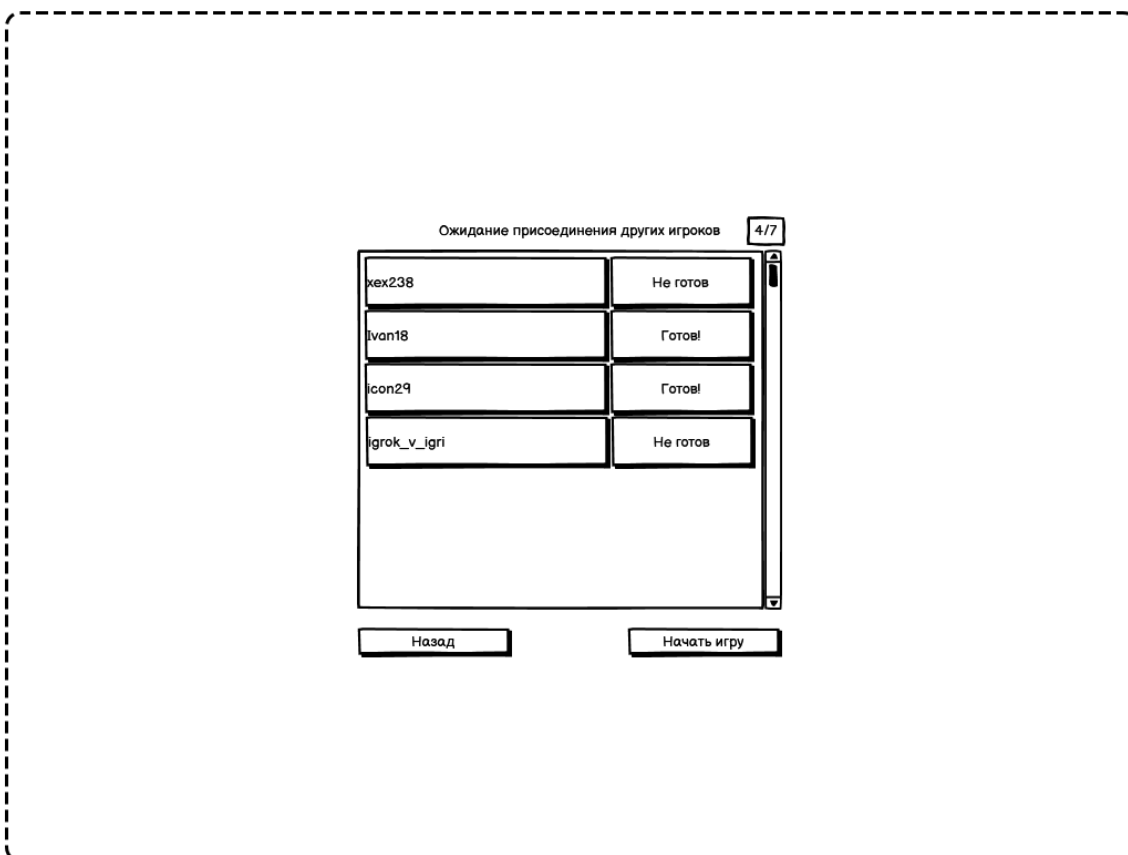 Ожидание присоединения других игроков 4/7
xex238 Не готов
Ivan18 Готов!
icon29 Готов!
igrok_v_igri Не готов
Назад Начать игру